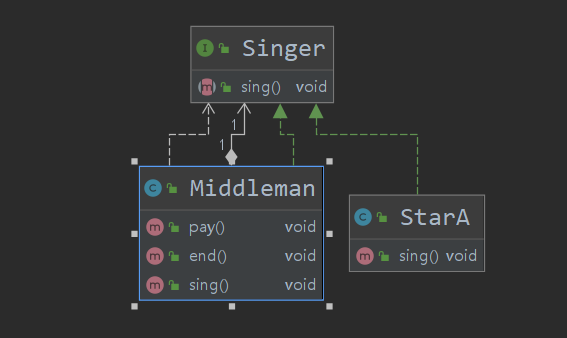 I Singer
m sing() void
1
1
C Middleman
m pay() void
m end() void
m sing() void
C StarA
m sing() void